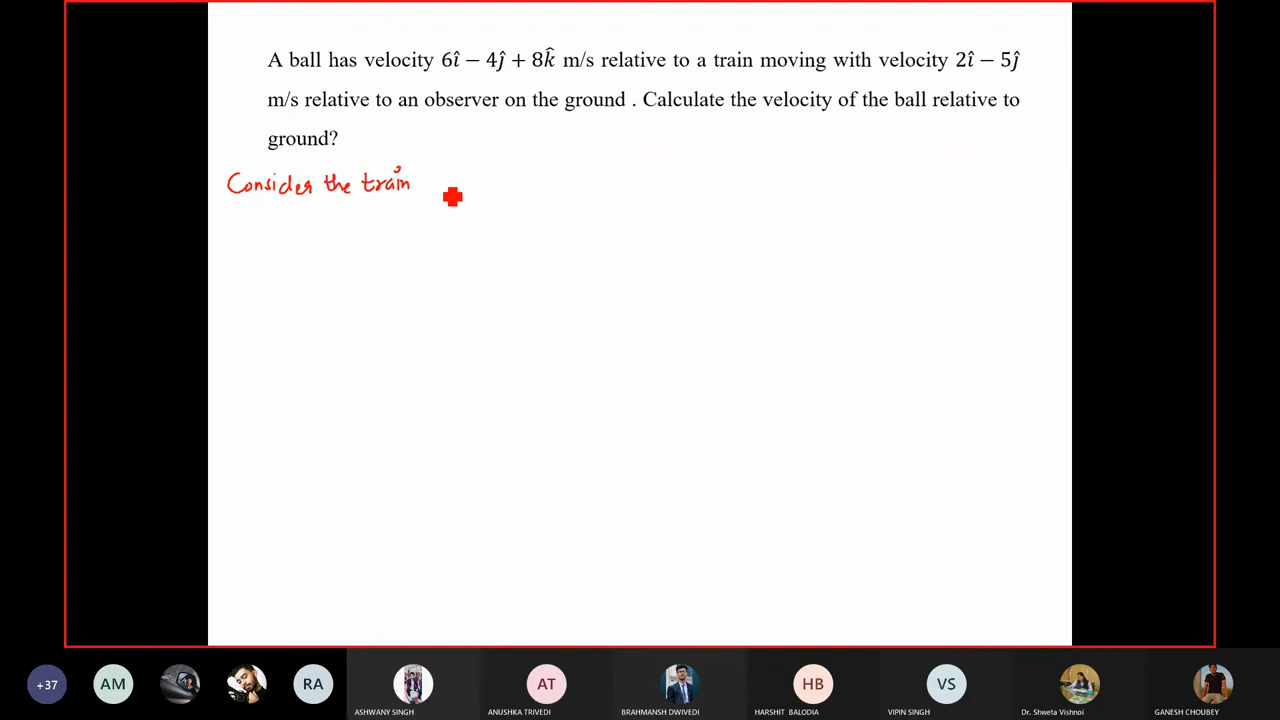 A ball has velocity 6î − 4ĵ + 8k̂ m/s relative to a train moving with velocity 2î − 5ĵ
m/s relative to an observer on the ground . Calculate the velocity of the ball relative to
ground?
Consider the train
+37 AM RA AT HB VS
ASHWANY SINGH ANUSHKA TRIVEDI BRAHMANSH DWIVEDI HARSHIT BALODIA VIPIN SINGH Dr. Shweta Vishnoi GANESH CHOUBEY